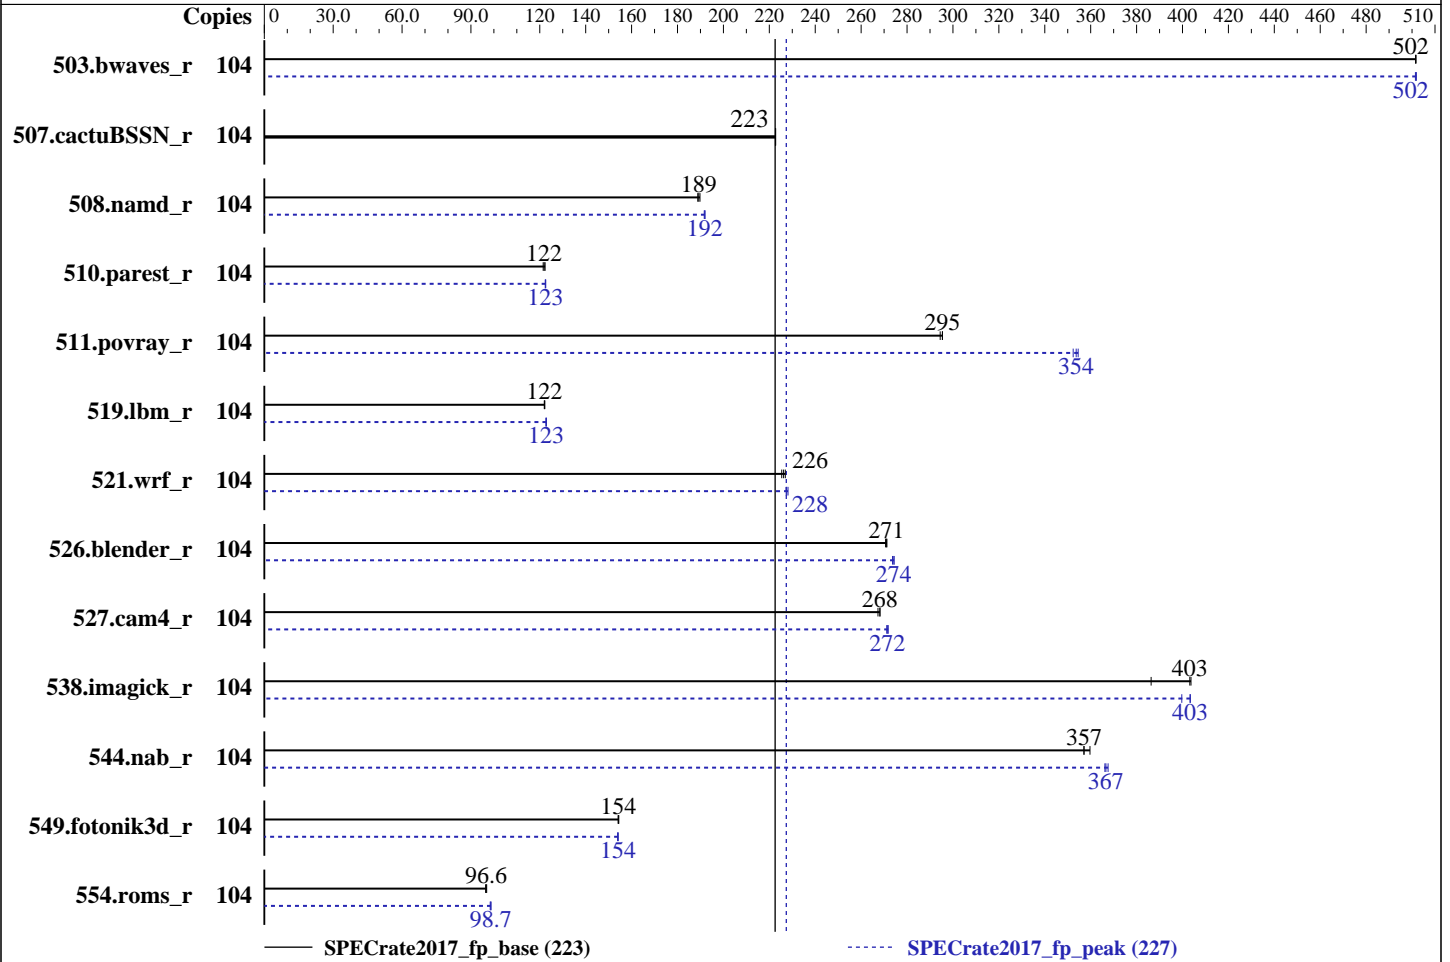 Copies 0 30.0 60.0 90.0 120 140 160 180 200 220 240 260 280 300 320 340 360 380 400 420 440 460 480 510
503.bwaves_r 104 502
502
507.cactuBSSN_r 104 223
508.namd_r 104 189
192
510.parest_r 104 122
123
511.povray_r 104 295
354
519.lbm_r 104 122
123
521.wrf_r 104 226
228
526.blender_r 104 271
274
527.cam4_r 104 268
272
538.imagick_r 104 403
403
544.nab_r 104 357
367
549.fotonik3d_r 104 154
154
554.roms_r 104 96.6
98.7
SPECrate2017_fp_base (223) SPECrate2017_fp_peak (227)